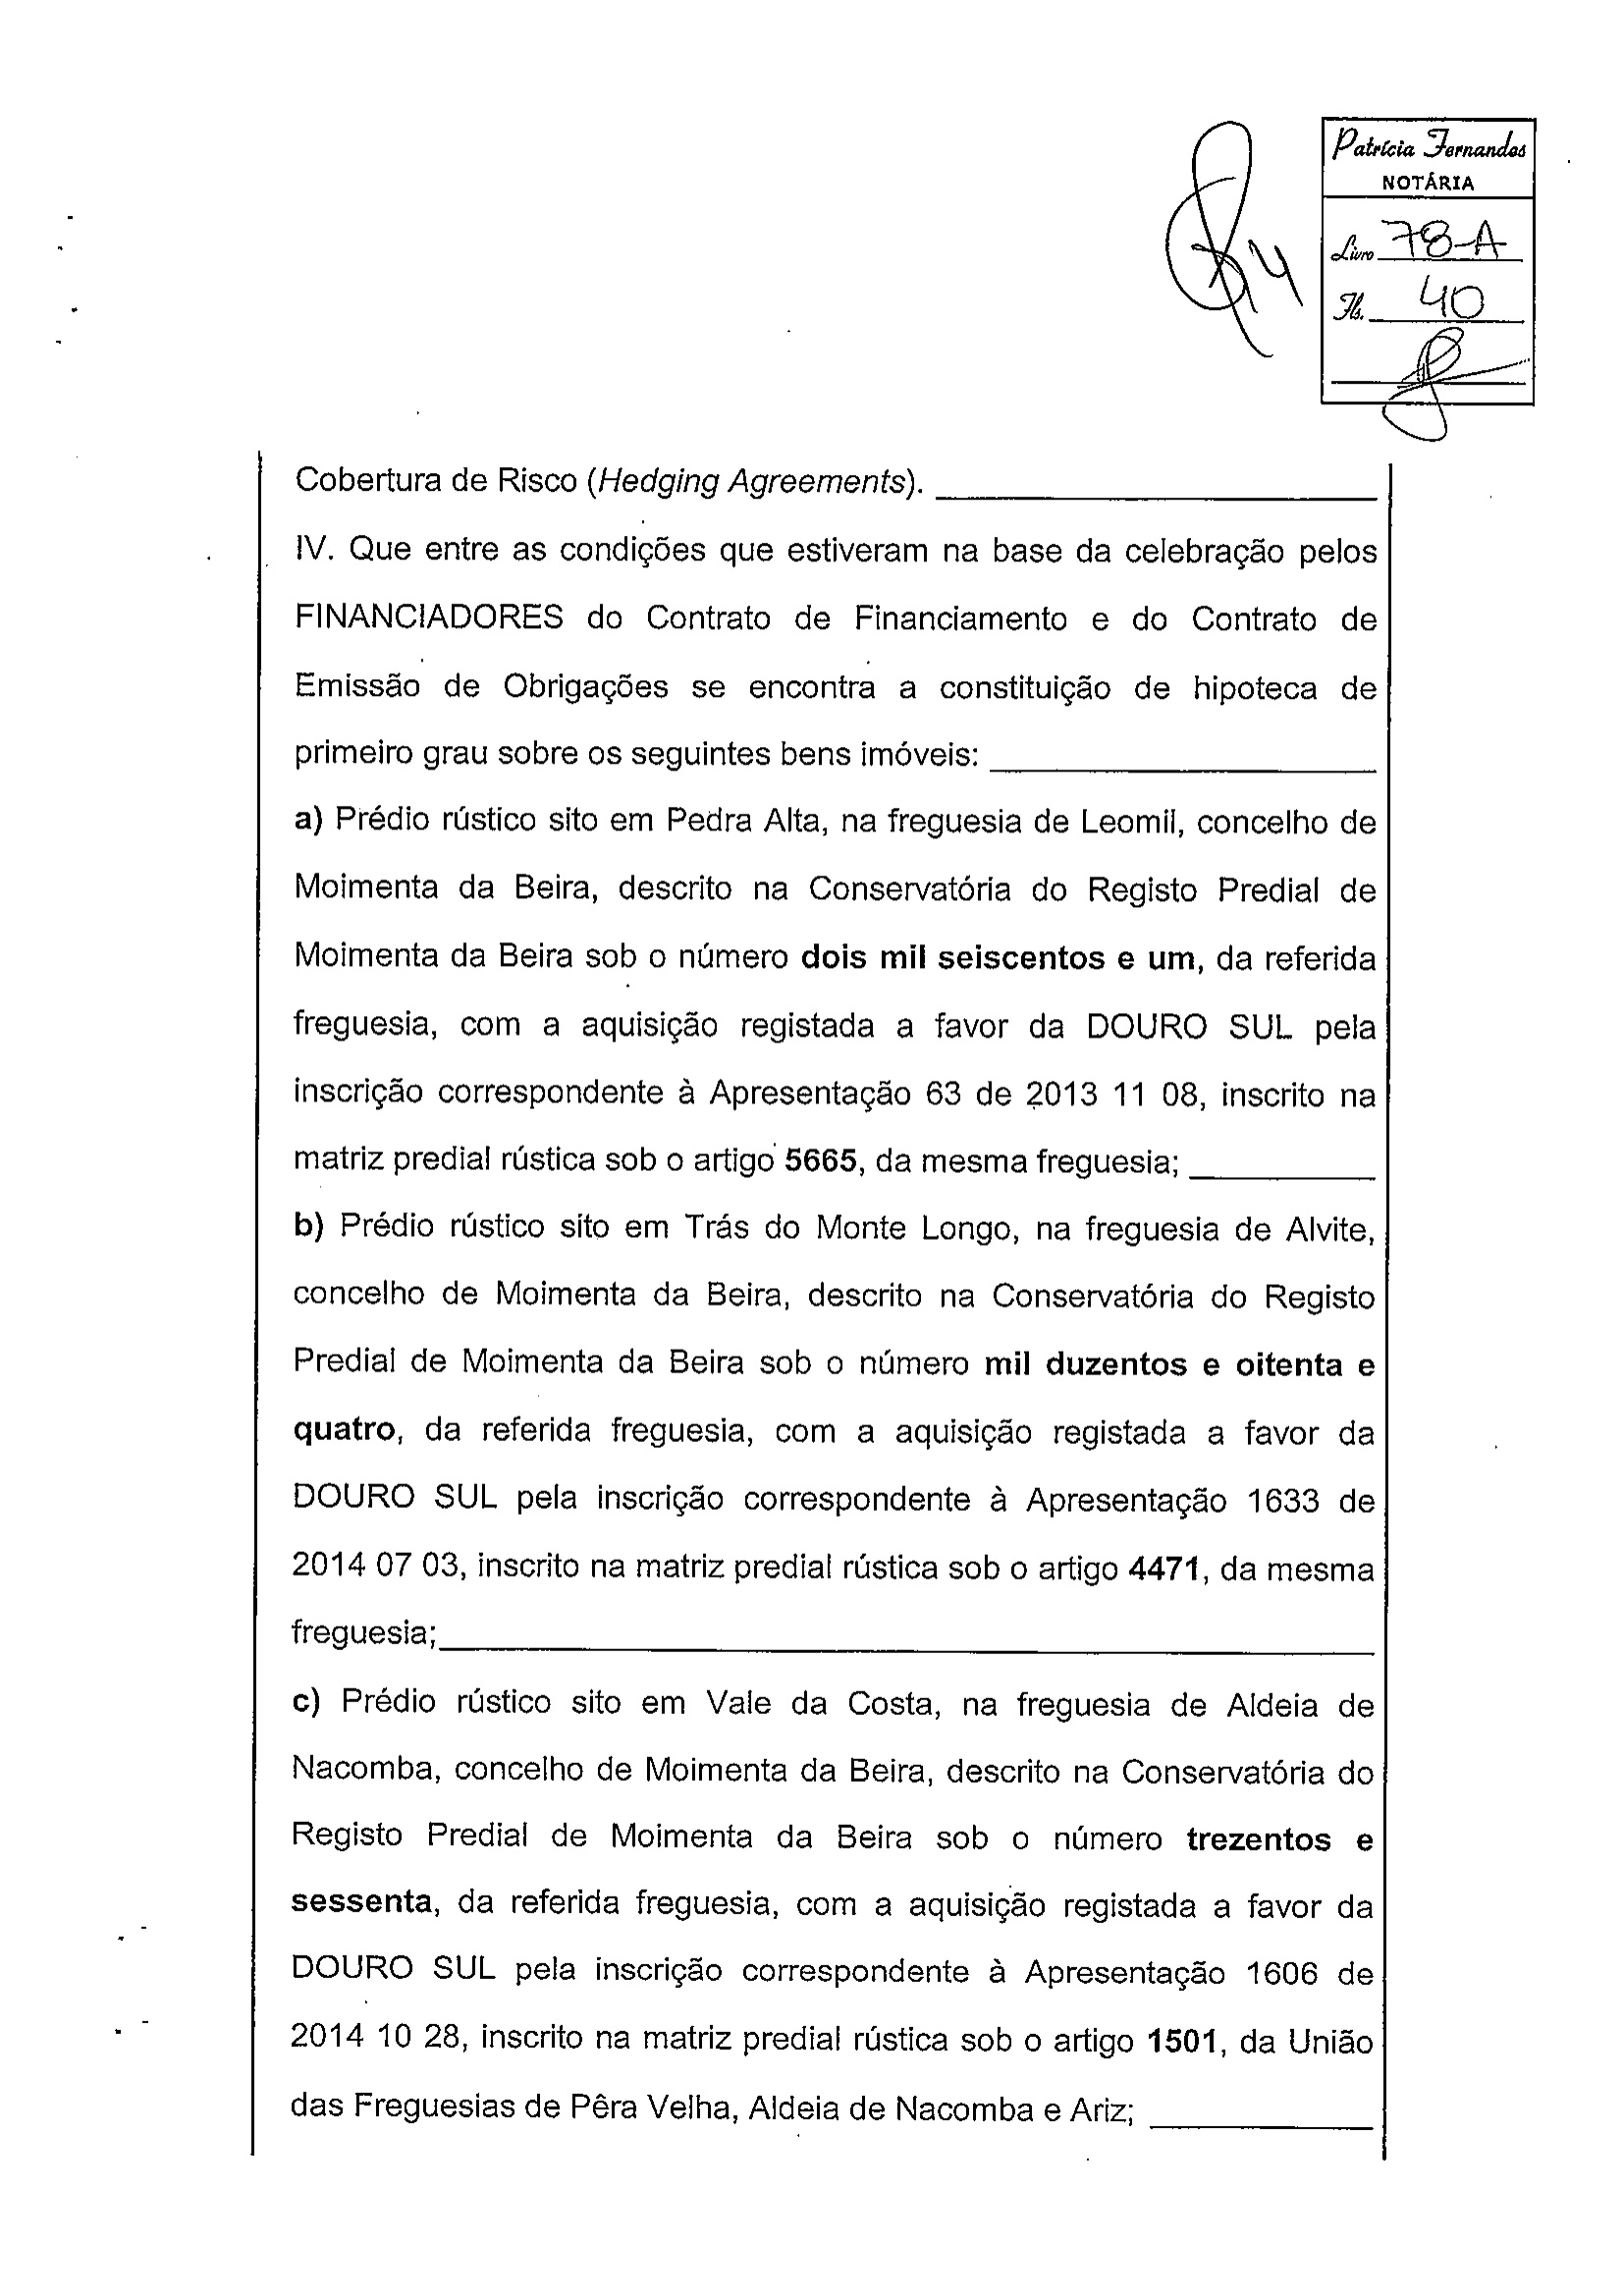 Patrícia Fernandes
NOTÁRIA
Livro 78-A
Fls. 40
Cobertura de Risco (Hedging Agreements).
IV. Que entre as condições que estiveram na base da celebração pelos
FINANCIADORES do Contrato de Financiamento e do Contrato de
Emissão de Obrigações se encontra a constituição de hipoteca de
primeiro grau sobre os seguintes bens imóveis:
a) Prédio rústico sito em Pedra Alta, na freguesia de Leomil, concelho de
Moimenta da Beira, descrito na Conservatória do Registo Predial de
Moimenta da Beira sob o número dois mil seiscentos e um, da referida
freguesia, com a aquisição registada a favor da DOURO SUL pela
inscrição correspondente à Apresentação 63 de 2013 11 08, inscrito na
matriz predial rústica sob o artigo 5665, da mesma freguesia;
b) Prédio rústico sito em Trás do Monte Longo, na freguesia de Alvite,
concelho de Moimenta da Beira, descrito na Conservatória do Registo
Predial de Moimenta da Beira sob o número mil duzentos e oitenta e
quatro, da referida freguesia, com a aquisição registada a favor da
DOURO SUL pela inscrição correspondente à Apresentação 1633 de
2014 07 03, inscrito na matriz predial rústica sob o artigo 4471, da mesma
freguesia;
c) Prédio rústico sito em Vale da Costa, na freguesia de Aldeia de
Nacomba, concelho de Moimenta da Beira, descrito na Conservatória do
Registo Predial de Moimenta da Beira sob o número trezentos e
sessenta, da referida freguesia, com a aquisição registada a favor da
DOURO SUL pela inscrição correspondente à Apresentação 1606 de
2014 10 28, inscrito na matriz predial rústica sob o artigo 1501, da União
das Freguesias de Pêra Velha, Aldeia de Nacomba e Ariz;